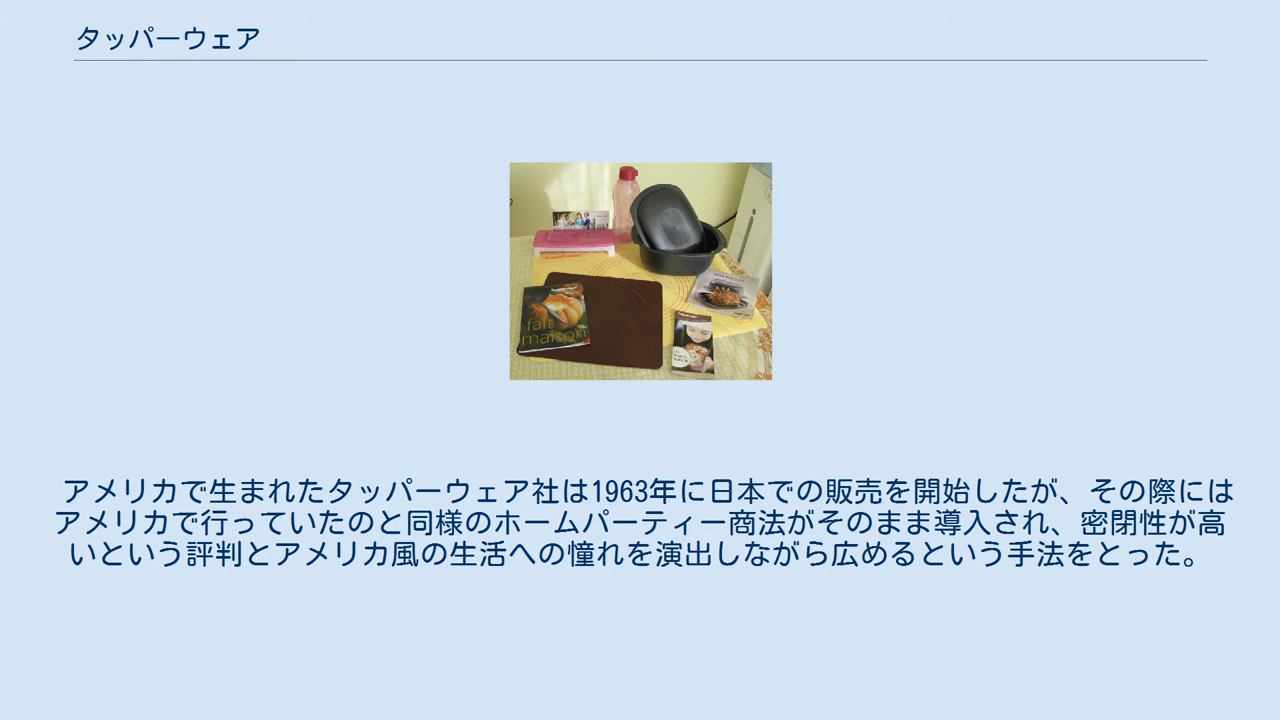 タッパーウェア
fait
maison
アメリカで生まれたタッパーウェア社は1963年に日本での販売を開始したが、その際には
アメリカで行っていたのと同様のホームパーティー商法がそのまま導入され、密閉性が高
いという評判とアメリカ風の生活への憧れを演出しながら広めるという手法をとった。